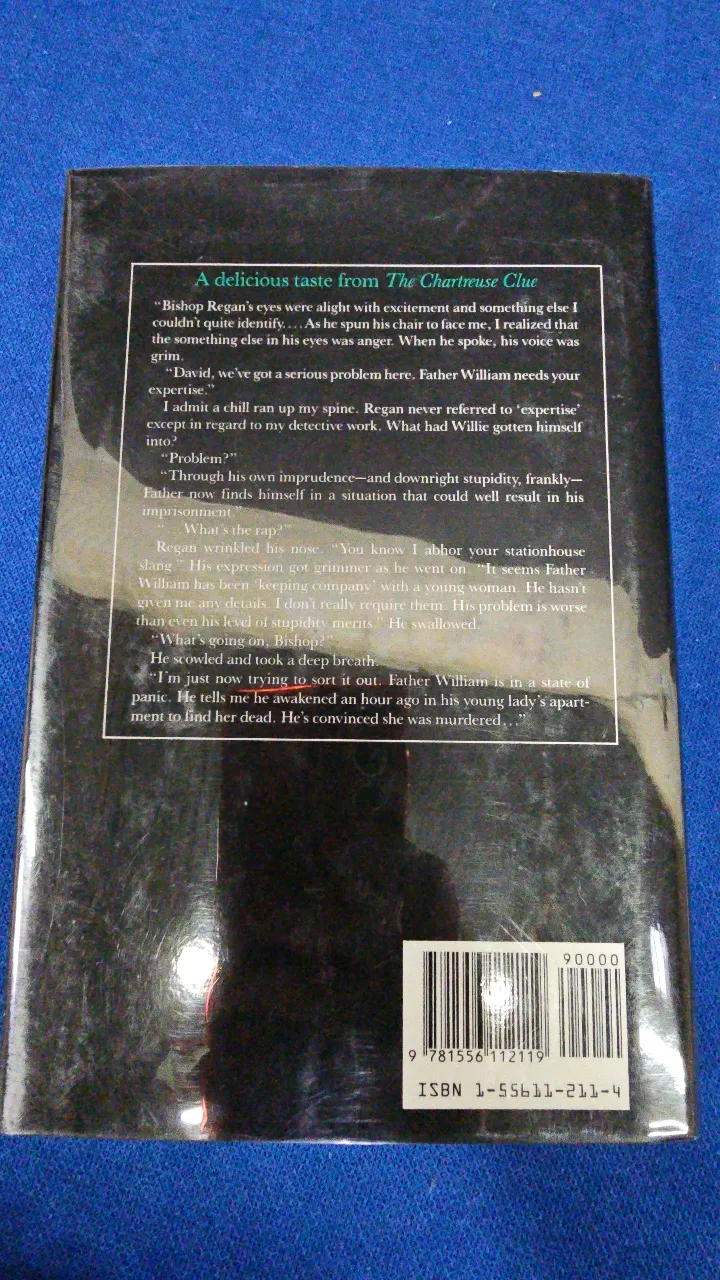 A delicious taste from The Chartreuse Clue
“Bishop Regan's eyes were alight with excitement and something else I
couldn't quite identify. . . . As he spun his chair to face me, I realized that
the something else in his eyes was anger. When he spoke, his voice was
grim.
“David, we've got a serious problem here. Father William needs your
expertise.”
I admit a chill ran up my spine. Regan never referred to ‘expertise’
except in regard to my detective work. What had Willie gotten himself
into?
“Problem?”
“Through his own imprudence—and downright stupidity, frankly—
Father now finds himself in a situation that could well result in his
imprisonment.”
“. . . What's the rap?”
Regan wrinkled his nose. “You know I abhor your stationhouse
slang.” His expression got grimmer as he went on. “It seems Father
William has been ‘keeping company’ with a young woman. He hasn't
given me any details. I don't really require them. His problem is worse
than even his level of stupidity merits.” He swallowed.
“What's going on, Bishop?”
He scowled and took a deep breath.
“I'm just now trying to sort it out. Father William is in a state of
panic. He tells me he awakened an hour ago in his young lady's apart-
ment to find her dead. He's convinced she was murdered . . .”
90000
9 781556 112119
ISBN 1-55611-211-4